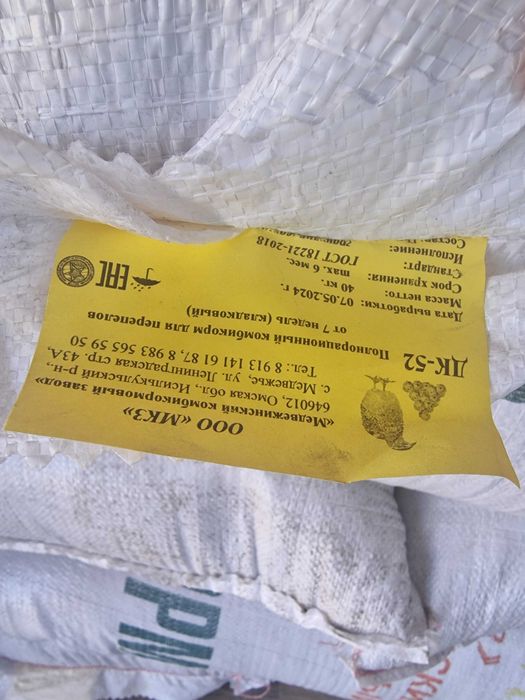 ООО «МКЗ»
«Медвежинский комбикормовый завод»
646012, Омская обл., Исилькульский р-н.,
с. Медвежье, ул. Ленинградская стр. 43А,
Тел.: 8 913 141 61 87, 8 983 565 59 50
ДК-52 Полнорационный комбикорм для перепелов
от 7 недель (кладковый)
Дата выработки: 07.05.2024 г.
Масса нетто: 40 кг.
Срок хранения: max. 6 мес.
Стандарт: ГОСТ 18221-2018
Исполнение:
Состав:
ЕАС
УРМ